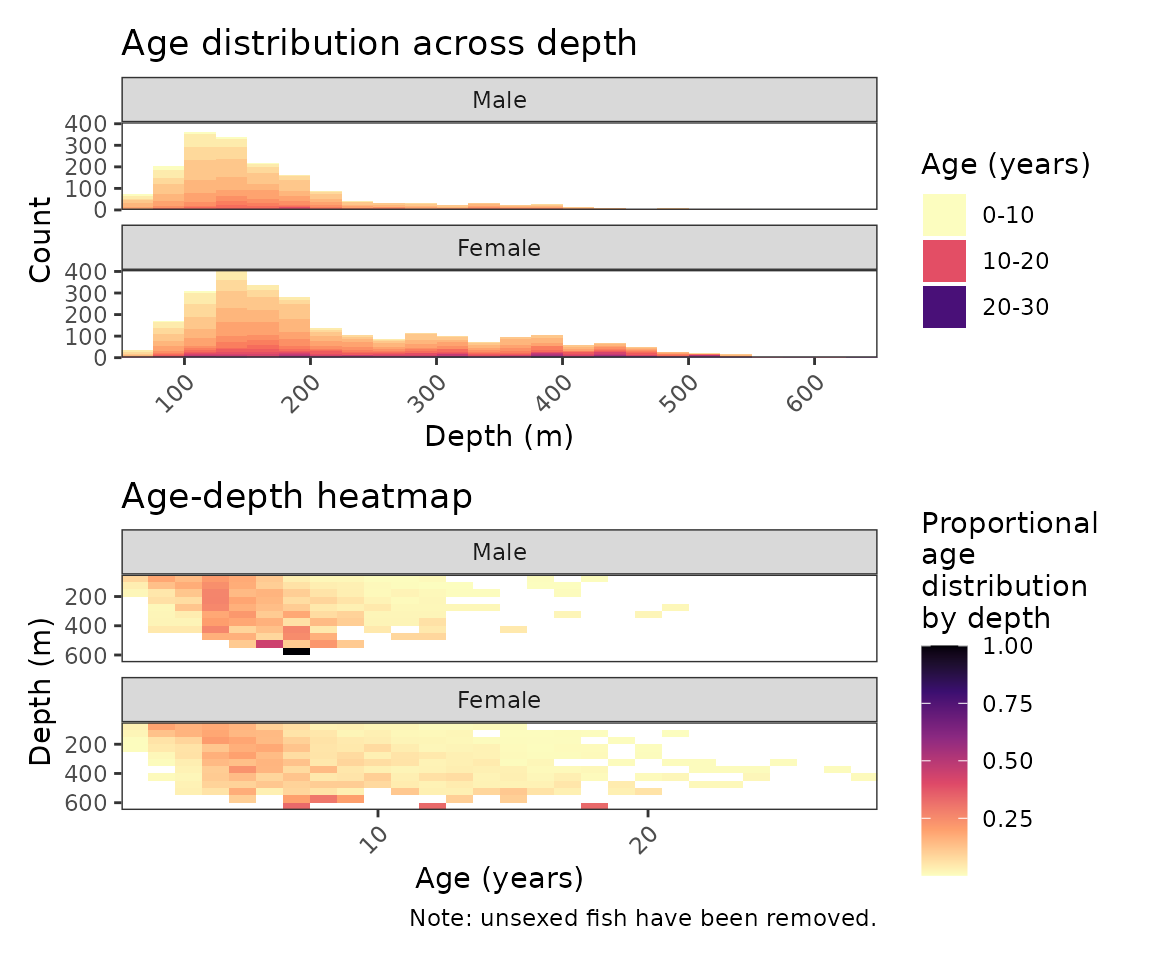 Age distribution across depth
Male
400
300
200
100
0
Female
400
300
200
100
0
Count
100
200
300
400
500
600
Depth (m)
Age (years)
0-10
10-20
20-30
Age-depth heatmap
Male
200
400
600
Female
200
400
600
Depth (m)
10
20
Age (years)
Note: unsexed fish have been removed.
Proportional
age
distribution
by depth
1.00
0.75
0.50
0.25